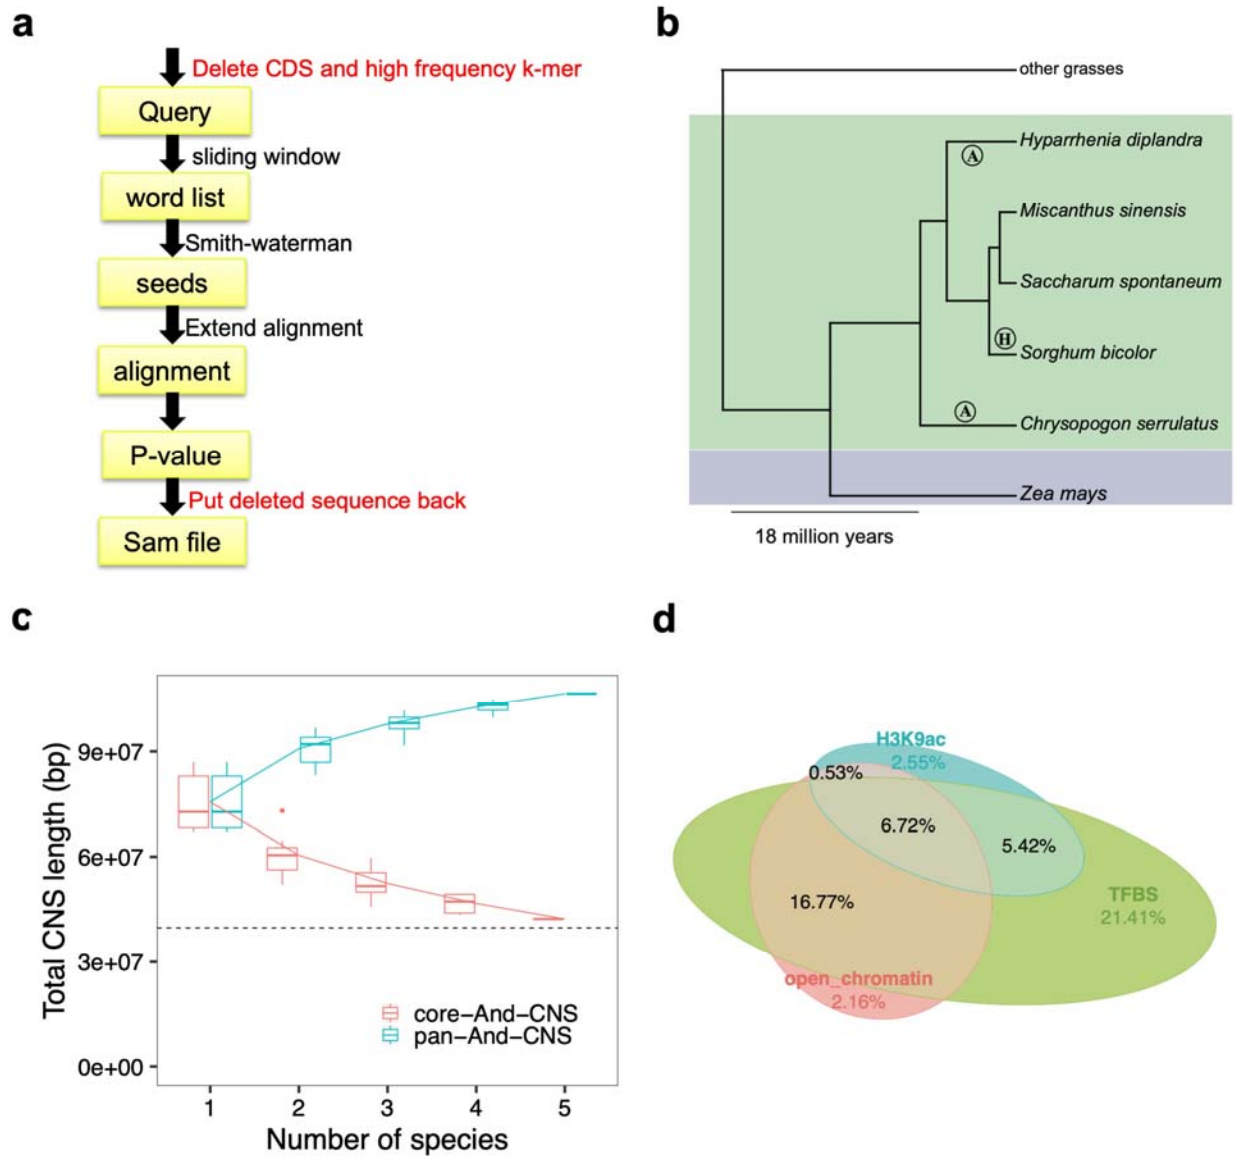 a
Delete CDS and high frequency k-mer
Query
sliding window
word list
Smith-waterman
seeds
Extend alignment
alignment
P-value
Put deleted sequence back
Sam file
b
other grasses
Hyparrhenia diplandra
A
Miscanthus sinensis
Saccharum spontaneum
H
Sorghum bicolor
A
Chrysopogon serrulatus
Zea mays
18 million years
c
Total CNS length (bp)
9e+07
6e+07
3e+07
0e+00
core-And-CNS
pan-And-CNS
1 2 3 4 5
Number of species
d
H3K9ac
2.55%
0.53%
6.72%
5.42%
16.77%
TFBS
21.41%
open_chromatin
2.16%